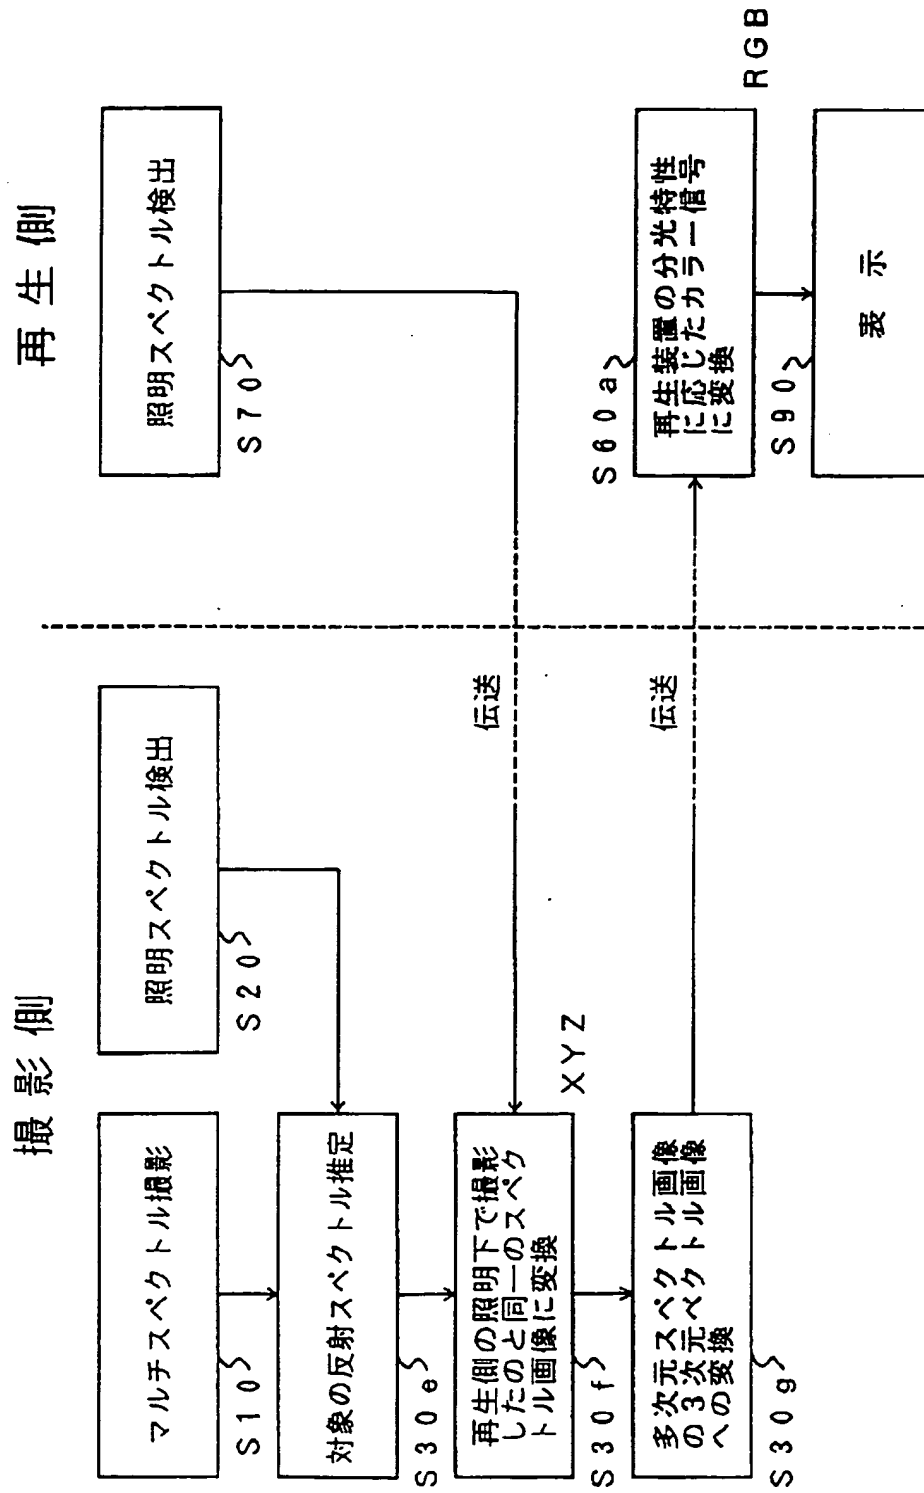 撮影側
再生側
マルチスペクトル撮影
S10
照明スペクトル検出
S20
照明スペクトル検出
S70
対象の反射スペクトル推定
S30e
伝送
再生側の照明下で撮影
したのと同一のスペク
トル画像に変換
S30f
XYZ
多次元スペクトル画像
の3次元ベクトル画像
への変換
S30g
伝送
再生装置の分光特性
に応じたカラー信号
に変換
S60a
RGB
表示
S90